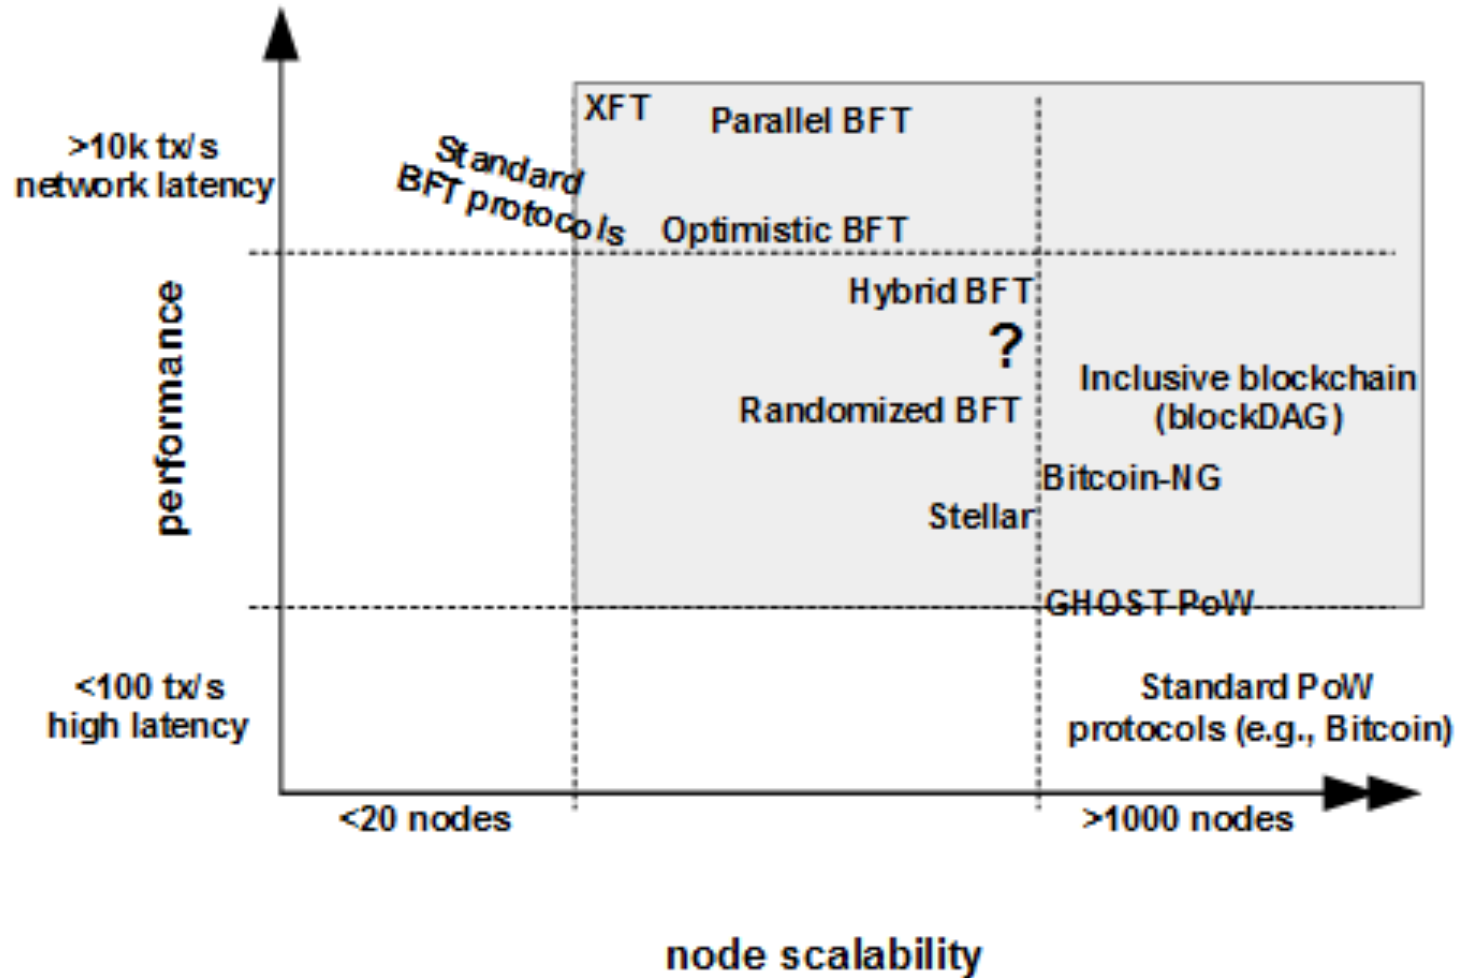 >10k tx/s
network latency
XFT
Parallel BFT
Standard
BFT protocols
Optimistic BFT
performance
Hybrid BFT
?
Inclusive blockchain
(blockDAG)
Randomized BFT
Bitcoin-NG
Stellar
GHOST PoW
<100 tx/s
high latency
Standard PoW
protocols (e.g., Bitcoin)
<20 nodes
>1000 nodes
node scalability